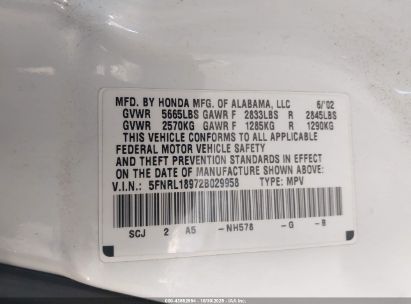 MFD. BY HONDA MFG. OF ALABAMA, LLC 6/'02
GVWR 5665LBS GAWR F 2833LBS R 2845LBS
GVWR 2570KG GAWR F 1285KG R 1290KG
THIS VEHICLE CONFORMS TO ALL APPLICABLE
FEDERAL MOTOR VEHICLE SAFETY
AND THEFT PREVENTION STANDARDS IN EFFECT
ON THE DATE OF MANUFACTURE SHOWN ABOVE.
V.I.N.: 5FNRL18972B029958 TYPE: MPV
SCJ 2 A5 -NH578 -G -B